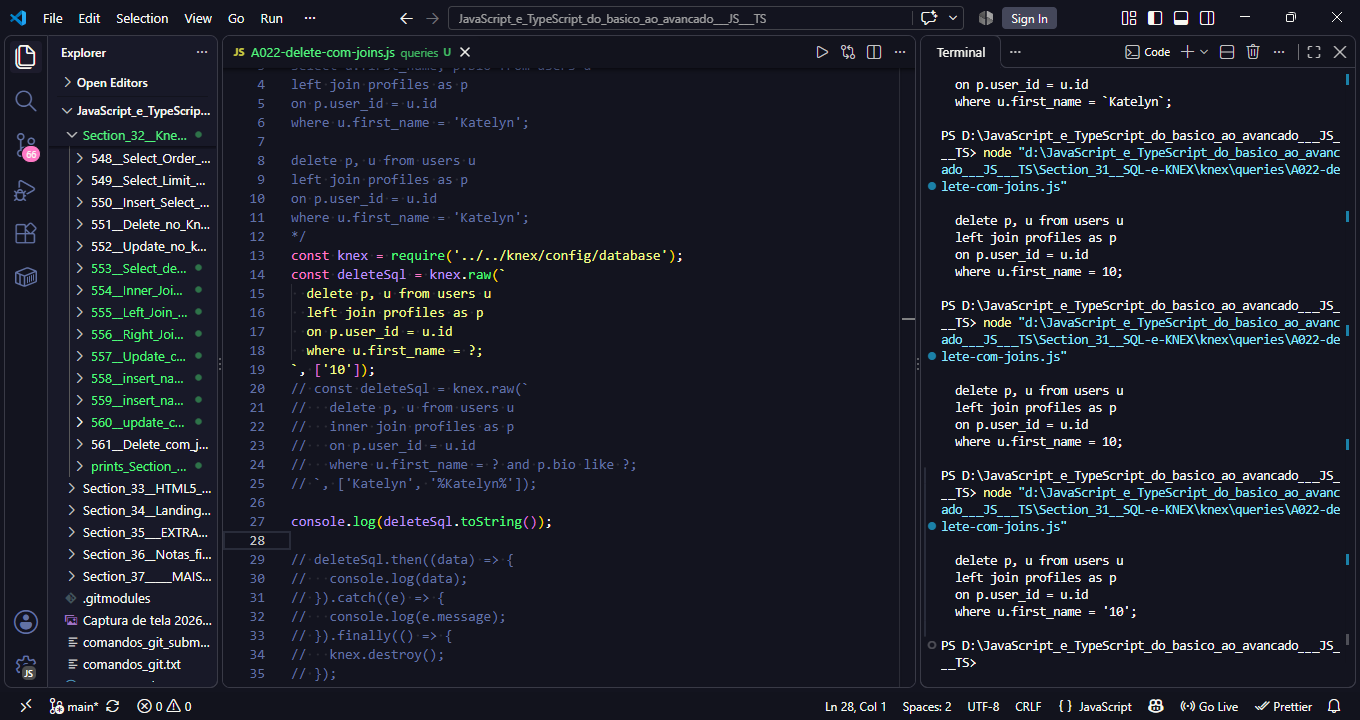 File Edit Selection View Go Run ··· JavaScript_e_TypeScript_do_basico_ao_avancado___JS___TS Sign In
Explorer ···
Open Editors
JavaScript_e_TypeScrip...
Section_32__Kne...
548__Select_Order_...
549__Select_Limit_...
550__Insert_Select_...
551__Delete_no_Kn...
552__Update_no_k...
553__Select_de...
554__Inner_Joi...
555__Left_Join_...
556__Right_Joi...
557__Update_c...
558__insert_na...
559__insert_na...
560__update_c...
561__Delete_com_j...
prints_Section_...
Section_33__HTML5_...
Section_34__Landing...
Section_35___EXTRA...
Section_36__Notas_fi...
Section_37____MAIS...
.gitmodules
Captura de tela 2026...
comandos_git_subm...
comandos_git.txt
66
JS
JS A022-delete-com-joins.js queries U
4 left join profiles as p
5 on p.user_id = u.id
6 where u.first_name = 'Katelyn';
7
8 delete p, u from users u
9 left join profiles as p
10 on p.user_id = u.id
11 where u.first_name = 'Katelyn';
12 */
13 const knex = require('../../knex/config/database');
14 const deleteSql = knex.raw(`
15 delete p, u from users u
16 left join profiles as p
17 on p.user_id = u.id
18 where u.first_name = ?;
19 `, ['10']);
20 // const deleteSql = knex.raw(`
21 //   delete p, u from users u
22 //   inner join profiles as p
23 //   on p.user_id = u.id
24 //   where u.first_name = ? and p.bio like ?;
25 // `, ['Katelyn', '%Katelyn%']);
26
27 console.log(deleteSql.toString());
28
29 // deleteSql.then((data) => {
30 //   console.log(data);
31 // }).catch((e) => {
32 //   console.log(e.message);
33 // }).finally(() => {
34 //   knex.destroy();
35 // });
Terminal ··· Code
on p.user_id = u.id
where u.first_name = `Katelyn`;
PS D:\JavaScript_e_TypeScript_do_basico_ao_avancado___JS_
__TS> node "d:\JavaScript_e_TypeScript_do_basico_ao_avanc
ado___JS___TS\Section_31__SQL-e-KNEX\knex\queries\A022-de
lete-com-joins.js"
delete p, u from users u
left join profiles as p
on p.user_id = u.id
where u.first_name = 10;
PS D:\JavaScript_e_TypeScript_do_basico_ao_avancado___JS_
__TS> node "d:\JavaScript_e_TypeScript_do_basico_ao_avanc
ado___JS___TS\Section_31__SQL-e-KNEX\knex\queries\A022-de
lete-com-joins.js"
delete p, u from users u
left join profiles as p
on p.user_id = u.id
where u.first_name = 10;
PS D:\JavaScript_e_TypeScript_do_basico_ao_avancado___JS_
__TS> node "d:\JavaScript_e_TypeScript_do_basico_ao_avanc
ado___JS___TS\Section_31__SQL-e-KNEX\knex\queries\A022-de
lete-com-joins.js"
delete p, u from users u
left join profiles as p
on p.user_id = u.id
where u.first_name = '10';
PS D:\JavaScript_e_TypeScript_do_basico_ao_avancado___JS_
__TS>
main* 0 0 Ln 28, Col 1 Spaces: 2 UTF-8 CRLF { } JavaScript Go Live Prettier